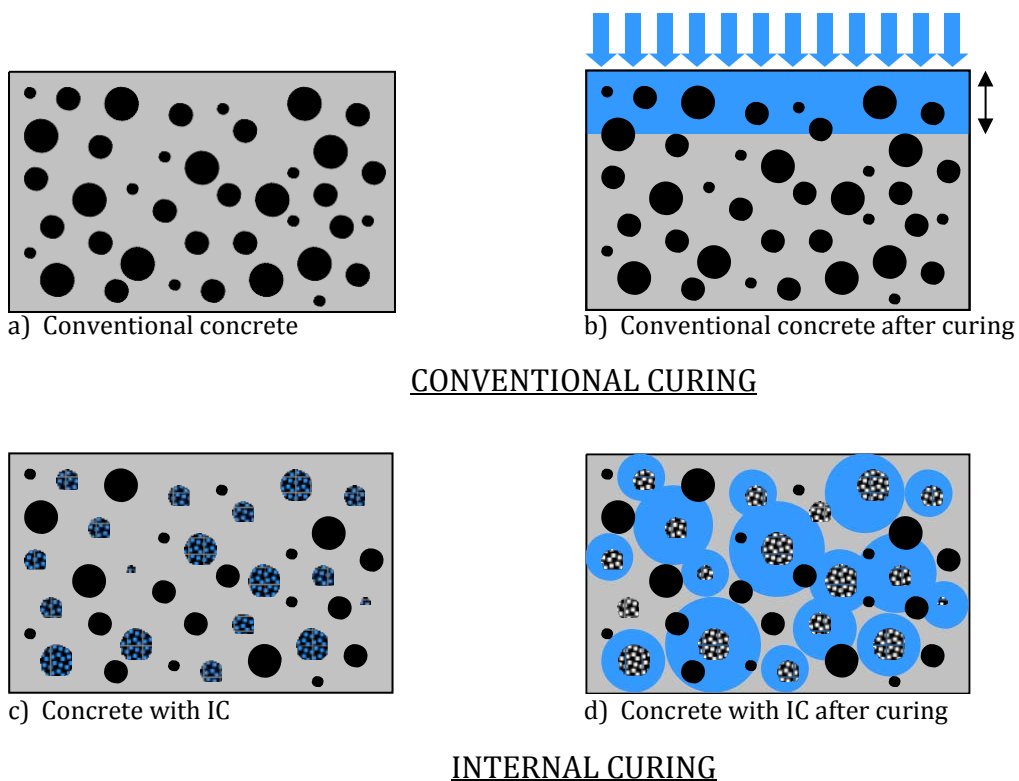 a) Conventional concrete
b) Conventional concrete after curing
CONVENTIONAL CURING
c) Concrete with IC
d) Concrete with IC after curing
INTERNAL CURING